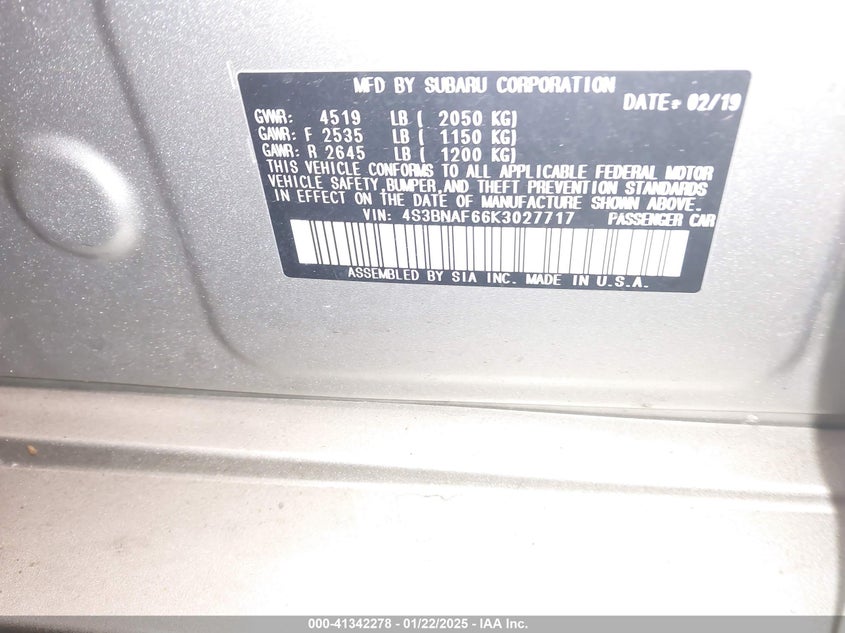 MFD BY SUBARU CORPORATION
DATE: 02/19
GVWR: 4519 LB ( 2050 KG)
GAWR: F 2535 LB ( 1150 KG)
GAWR: R 2645 LB ( 1200 KG)
THIS VEHICLE CONFORMS TO ALL APPLICABLE FEDERAL MOTOR
VEHICLE SAFETY,BUMPER,AND THEFT PREVENTION STANDARDS
IN EFFECT ON THE DATE OF MANUFACTURE SHOWN ABOVE.
VIN: 4S3BNAF66K3027717 PASSENGER CAR
ASSEMBLED BY SIA INC. MADE IN U.S.A.
000-41342278 - 01/22/2025 - IAA Inc.